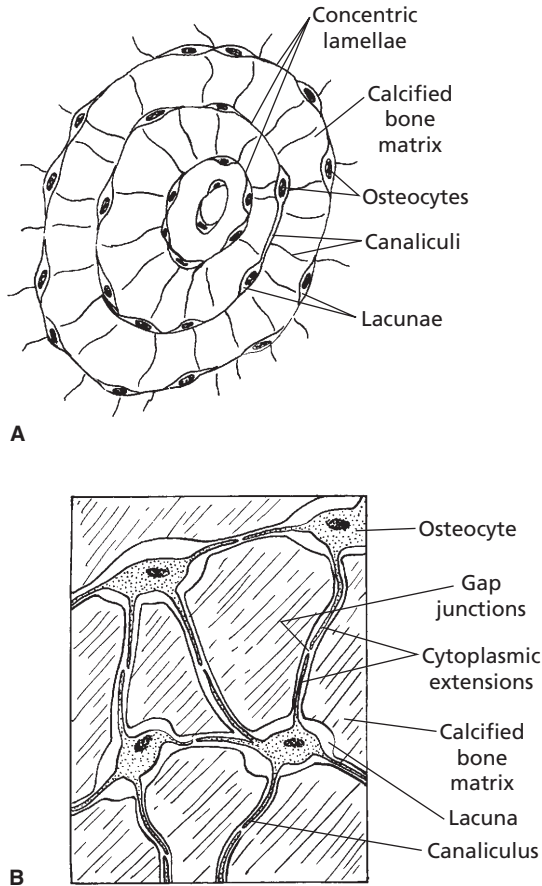 Concentric
lamellae
Calcified
bone
matrix
Osteocytes
Canaliculi
Lacunae
A
Osteocyte
Gap
junctions
Cytoplasmic
extensions
Calcified
bone
matrix
Lacuna
Canaliculus
B